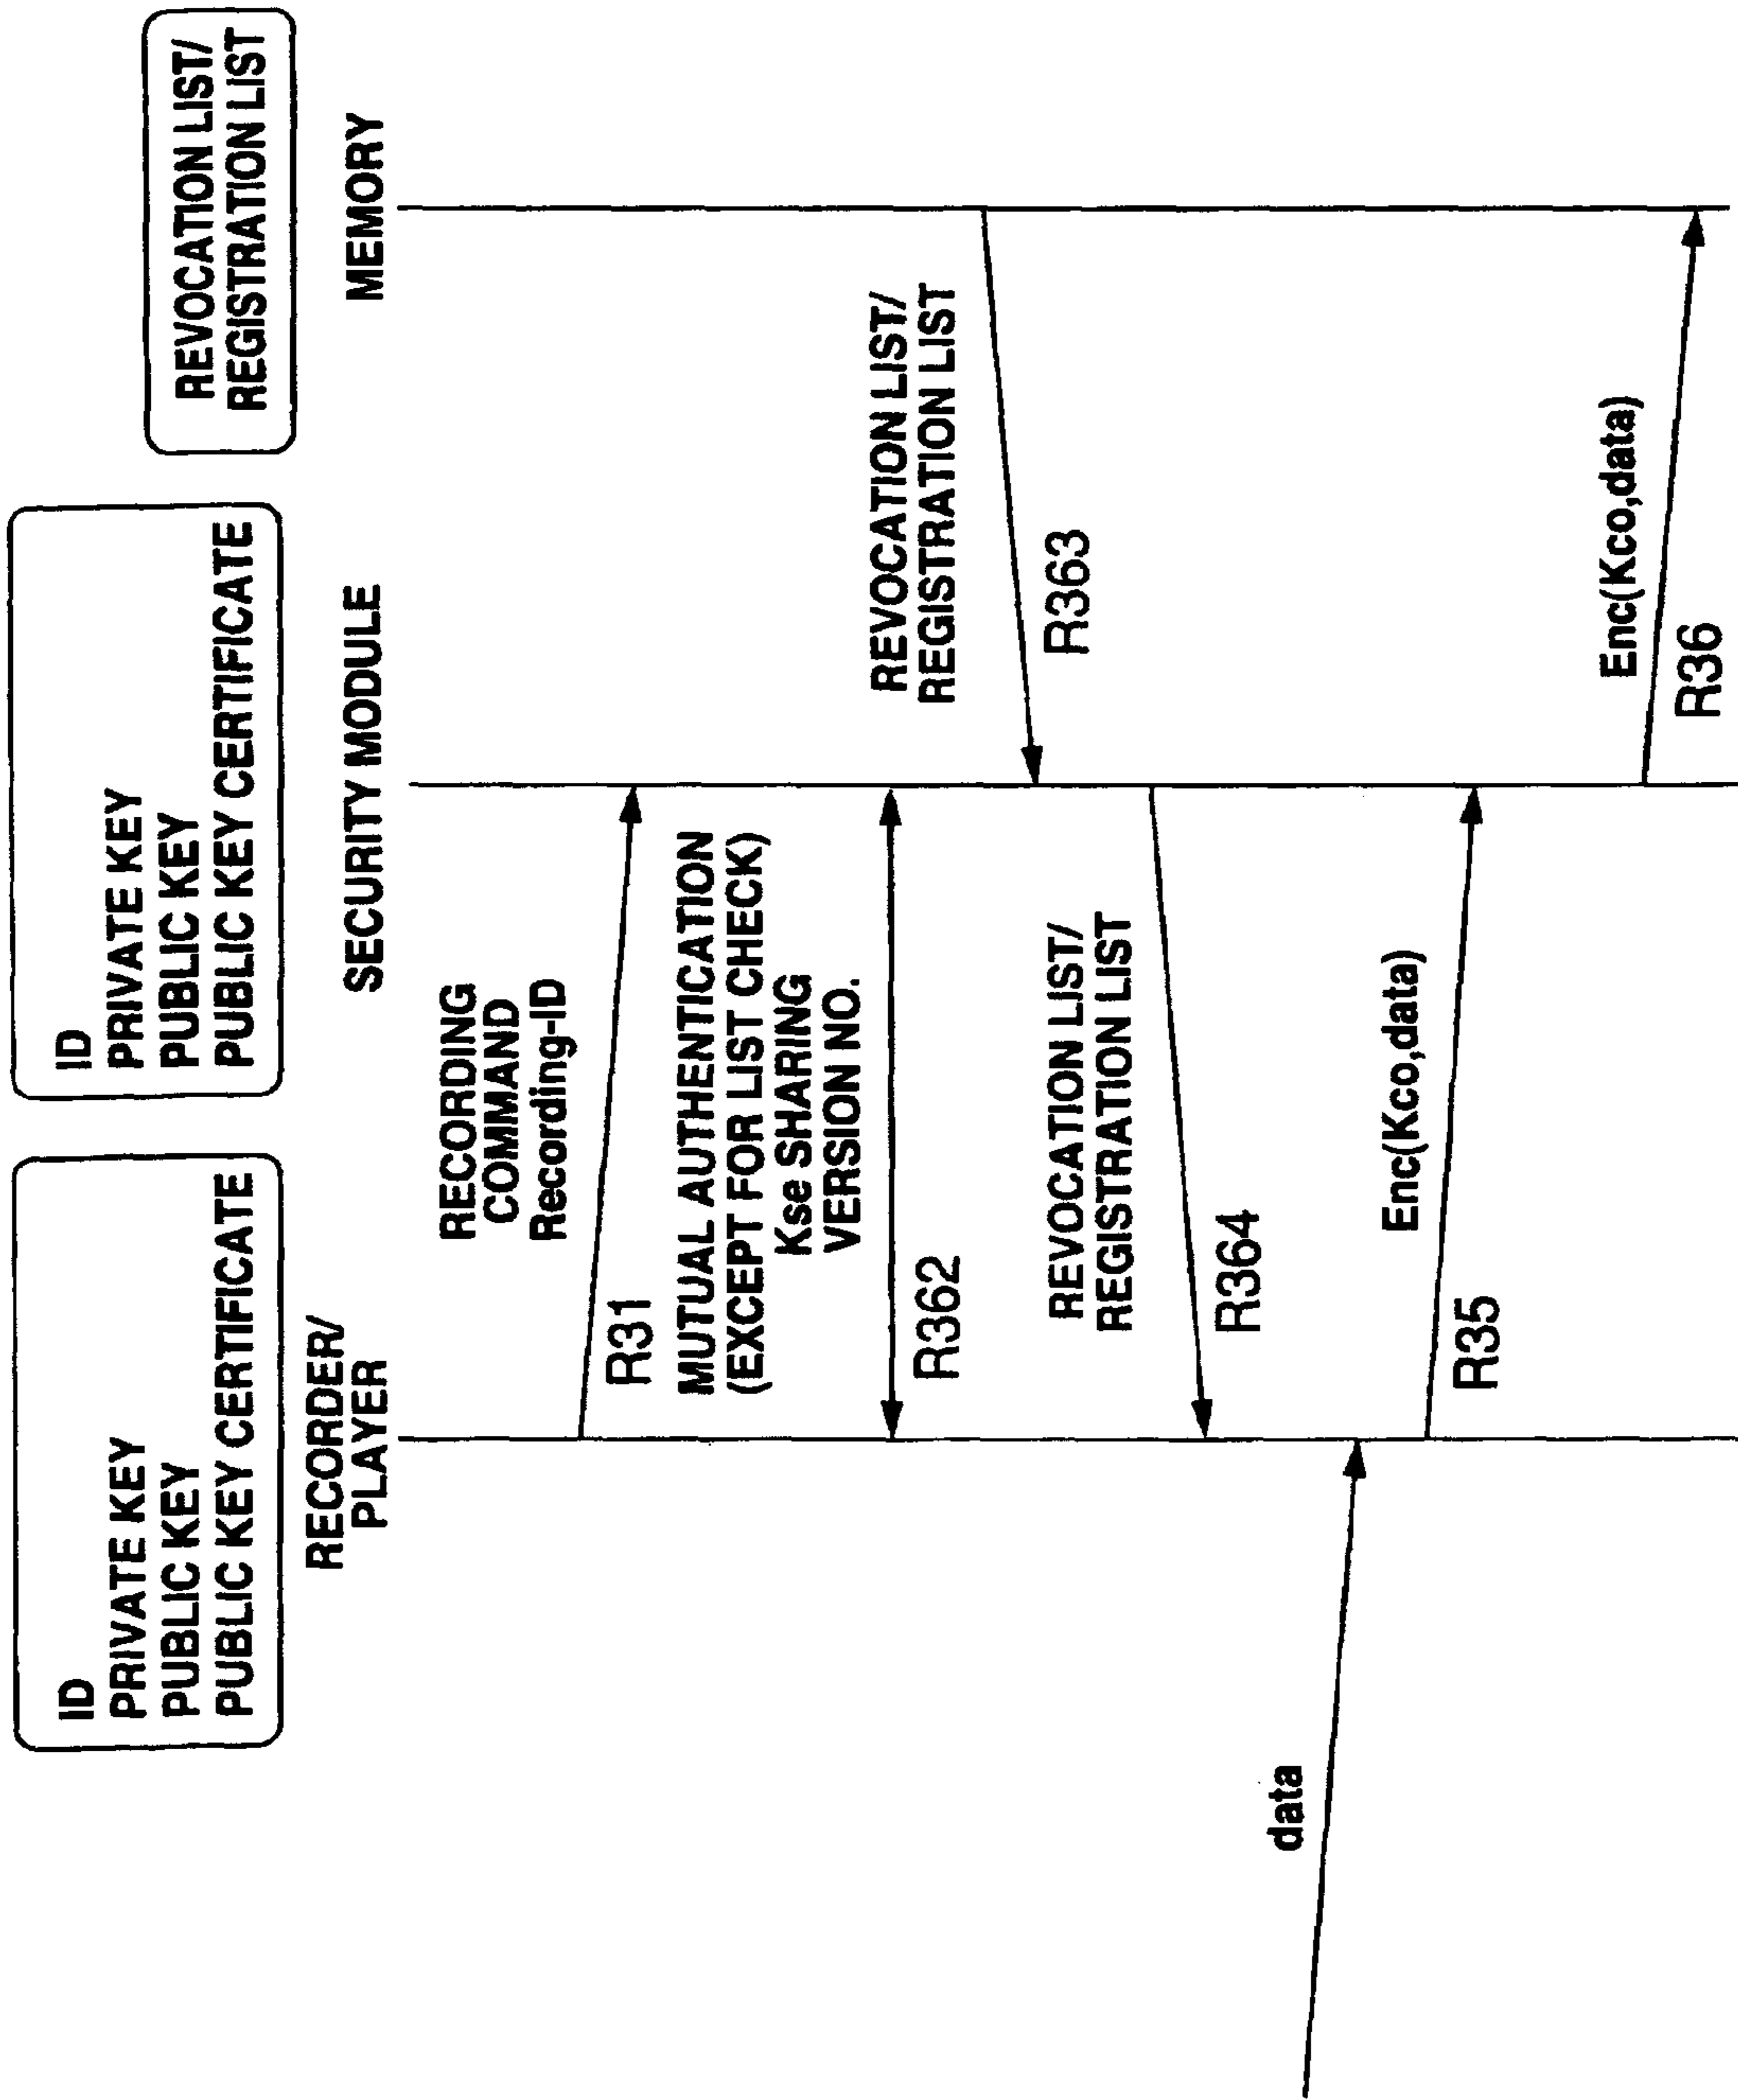 ID
PRIVATE KEY
PUBLIC KEY
PUBLIC KEY CERTIFICATE
RECORDER/
PLAYER
ID
PRIVATE KEY
PUBLIC KEY
PUBLIC KEY CERTIFICATE
SECURITY MODULE
REVOCATION LIST/
REGISTRATION LIST
MEMORY
RECORDING
COMMAND
Recording-ID
R31
MUTUAL AUTHENTICATION
(EXCEPT FOR LIST CHECK)
Kse SHARING
VERSION NO.
R362
REVOCATION LIST/
REGISTRATION LIST
R363
REVOCATION LIST/
REGISTRATION LIST
R364
data
Enc(Kco,data)
R35
Enc(Kco,data)
R36